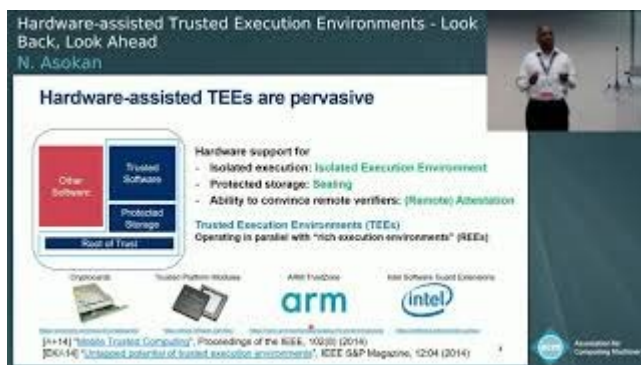 Hardware-assisted Trusted Execution Environments - Look
Back, Look Ahead
N. Asokan
Hardware-assisted TEEs are pervasive
Other
Software
Trusted
Software
Protected
Storage
Root of Trust
Hardware support for
- Isolated execution: Isolated Execution Environment
- Protected storage: Sealing
- Ability to convince remote verifiers: (Remote) Attestation
Trusted Execution Environments (TEEs)
Operating in parallel with "rich execution environments" (REEs)
Cryptocards
Trusted Platform Modules
ARM TrustZone
Intel Software Guard Extensions
arm
intel
[A+14] "Mobile Trusted Computing", Proceedings of the IEEE, 102(8) (2014)
[EKA14] "Untapped potential of trusted execution environments", IEEE S&P Magazine, 12:04 (2014)
acm
Association for
Computing Machinery